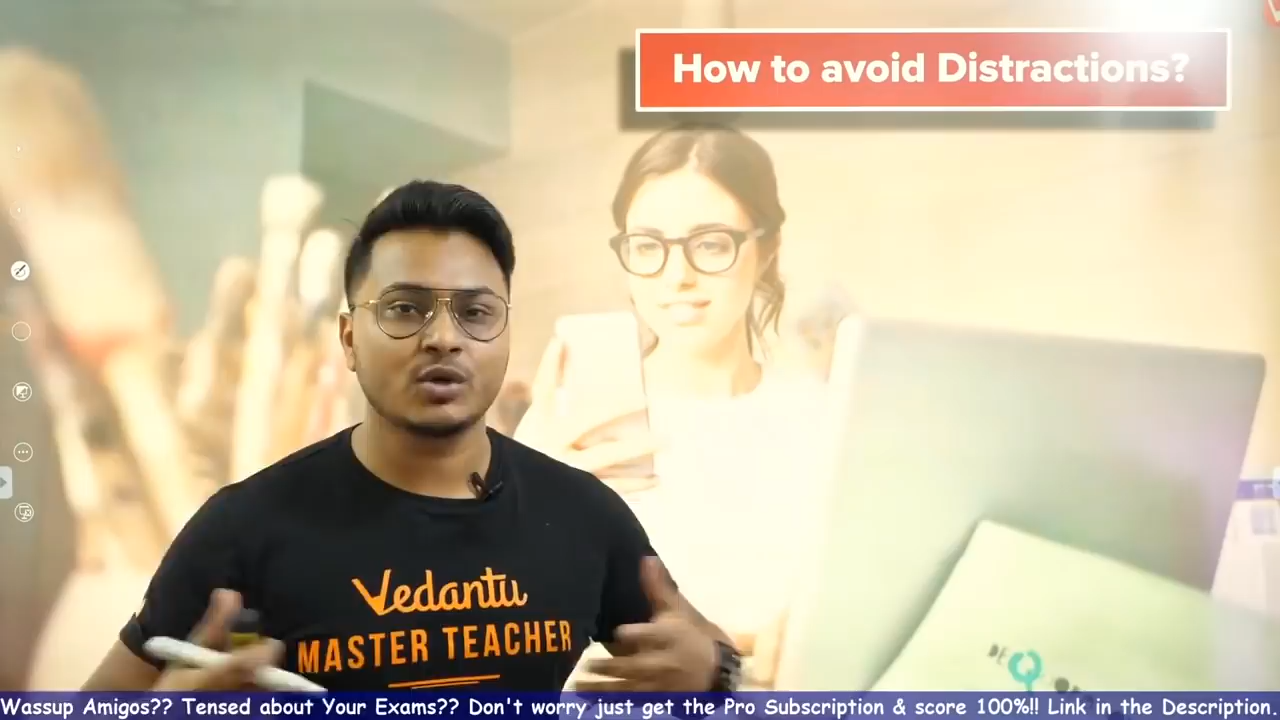 How to avoid Distractions?
Vedantu
MASTER TEACHER
Wassup Amigos?? Tensed about Your Exams?? Don't worry just get the Pro Subscription & score 100%!! Link in the Description.